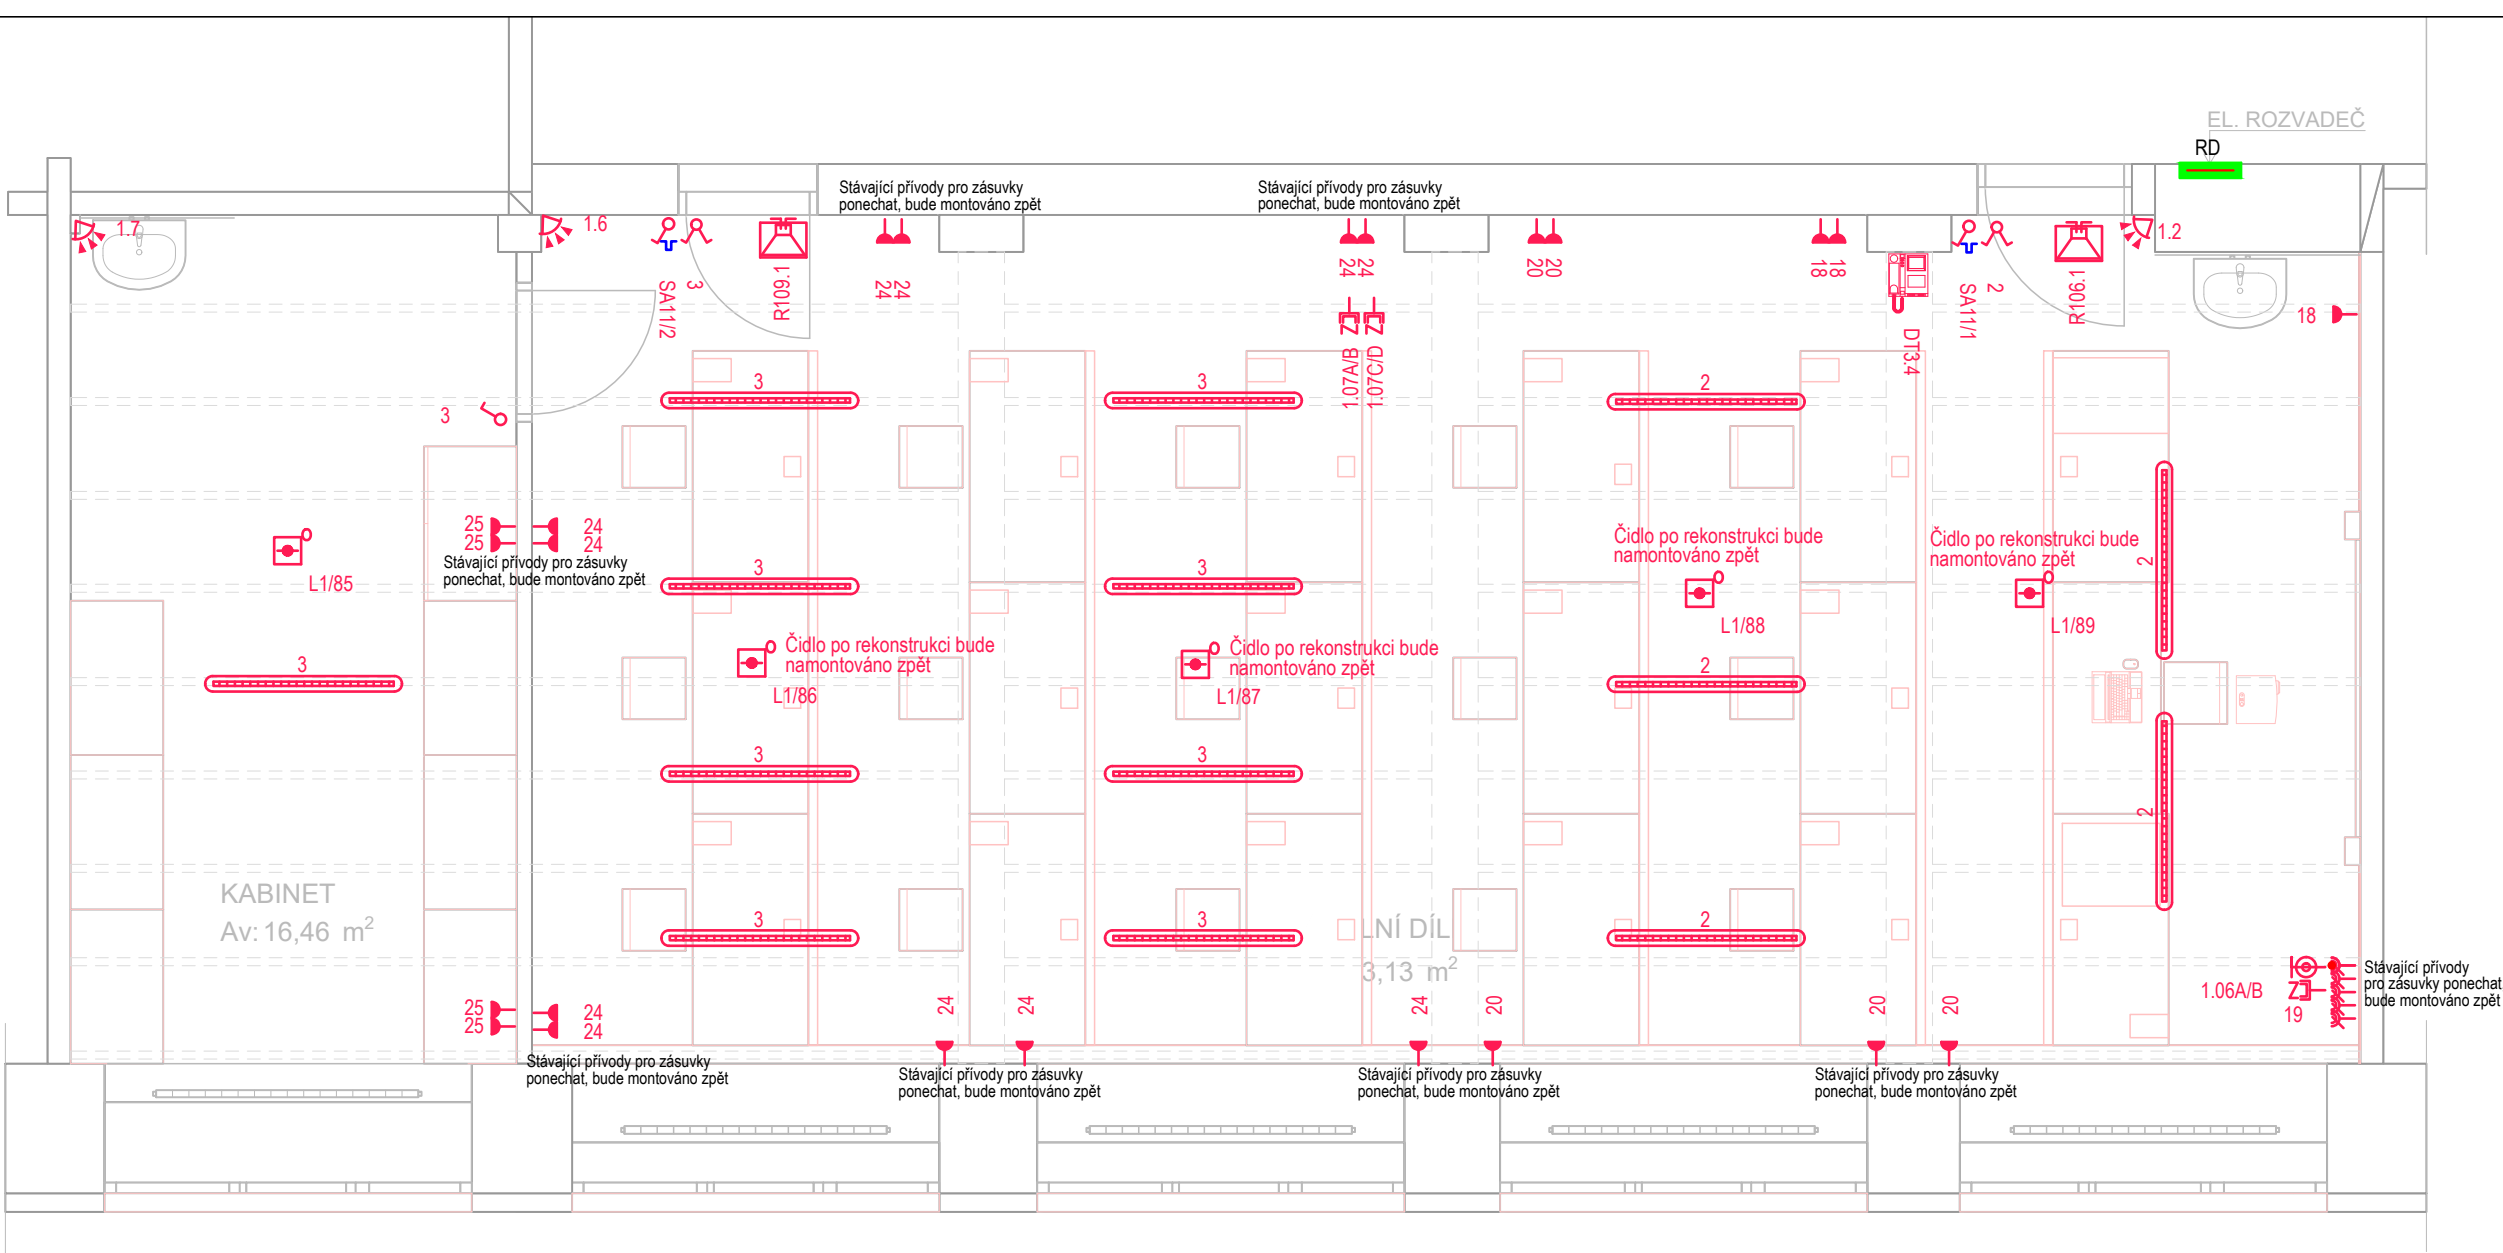 EL. ROZVADEČ
RD
Stávající přívody pro zásuvky
ponechat, bude montováno zpět
Stávající přívody pro zásuvky
ponechat, bude montováno zpět
1.7
1.6
1.2
SA11/2
3
R109.1
24
24
24
24
1.07A/B
1.07C/D
20
20
18
18
DT3.4
SA11/1
2
R106.1
18
3
3
3
2
25
25
24
24
Stávající přívody pro zásuvky
ponechat, bude montováno zpět
L1/85
3
3
Čidlo po rekonstrukci bude
namontováno zpět
L1/88
Čidlo po rekonstrukci bude
namontováno zpět
2
L1/89
3
Čidlo po rekonstrukci bude
namontováno zpět
L1/86
Čidlo po rekonstrukci bude
namontováno zpět
L1/87
2
3
3
2
KABINET
Av: 16,46 m²
3
3
LNÍ DÍL
3,13 m²
2
25
25
24
24
24
24
24
20
20
20
1.06A/B
19
Stávající přívody
pro zásuvky ponechat
bude montováno zpět
Stávající přívody pro zásuvky
ponechat, bude montováno zpět
Stávající přívody pro zásuvky
ponechat, bude montováno zpět
Stávající přívody pro zásuvky
ponechat, bude montováno zpět
Stávající přívody pro zásuvky
ponechat, bude montováno zpět